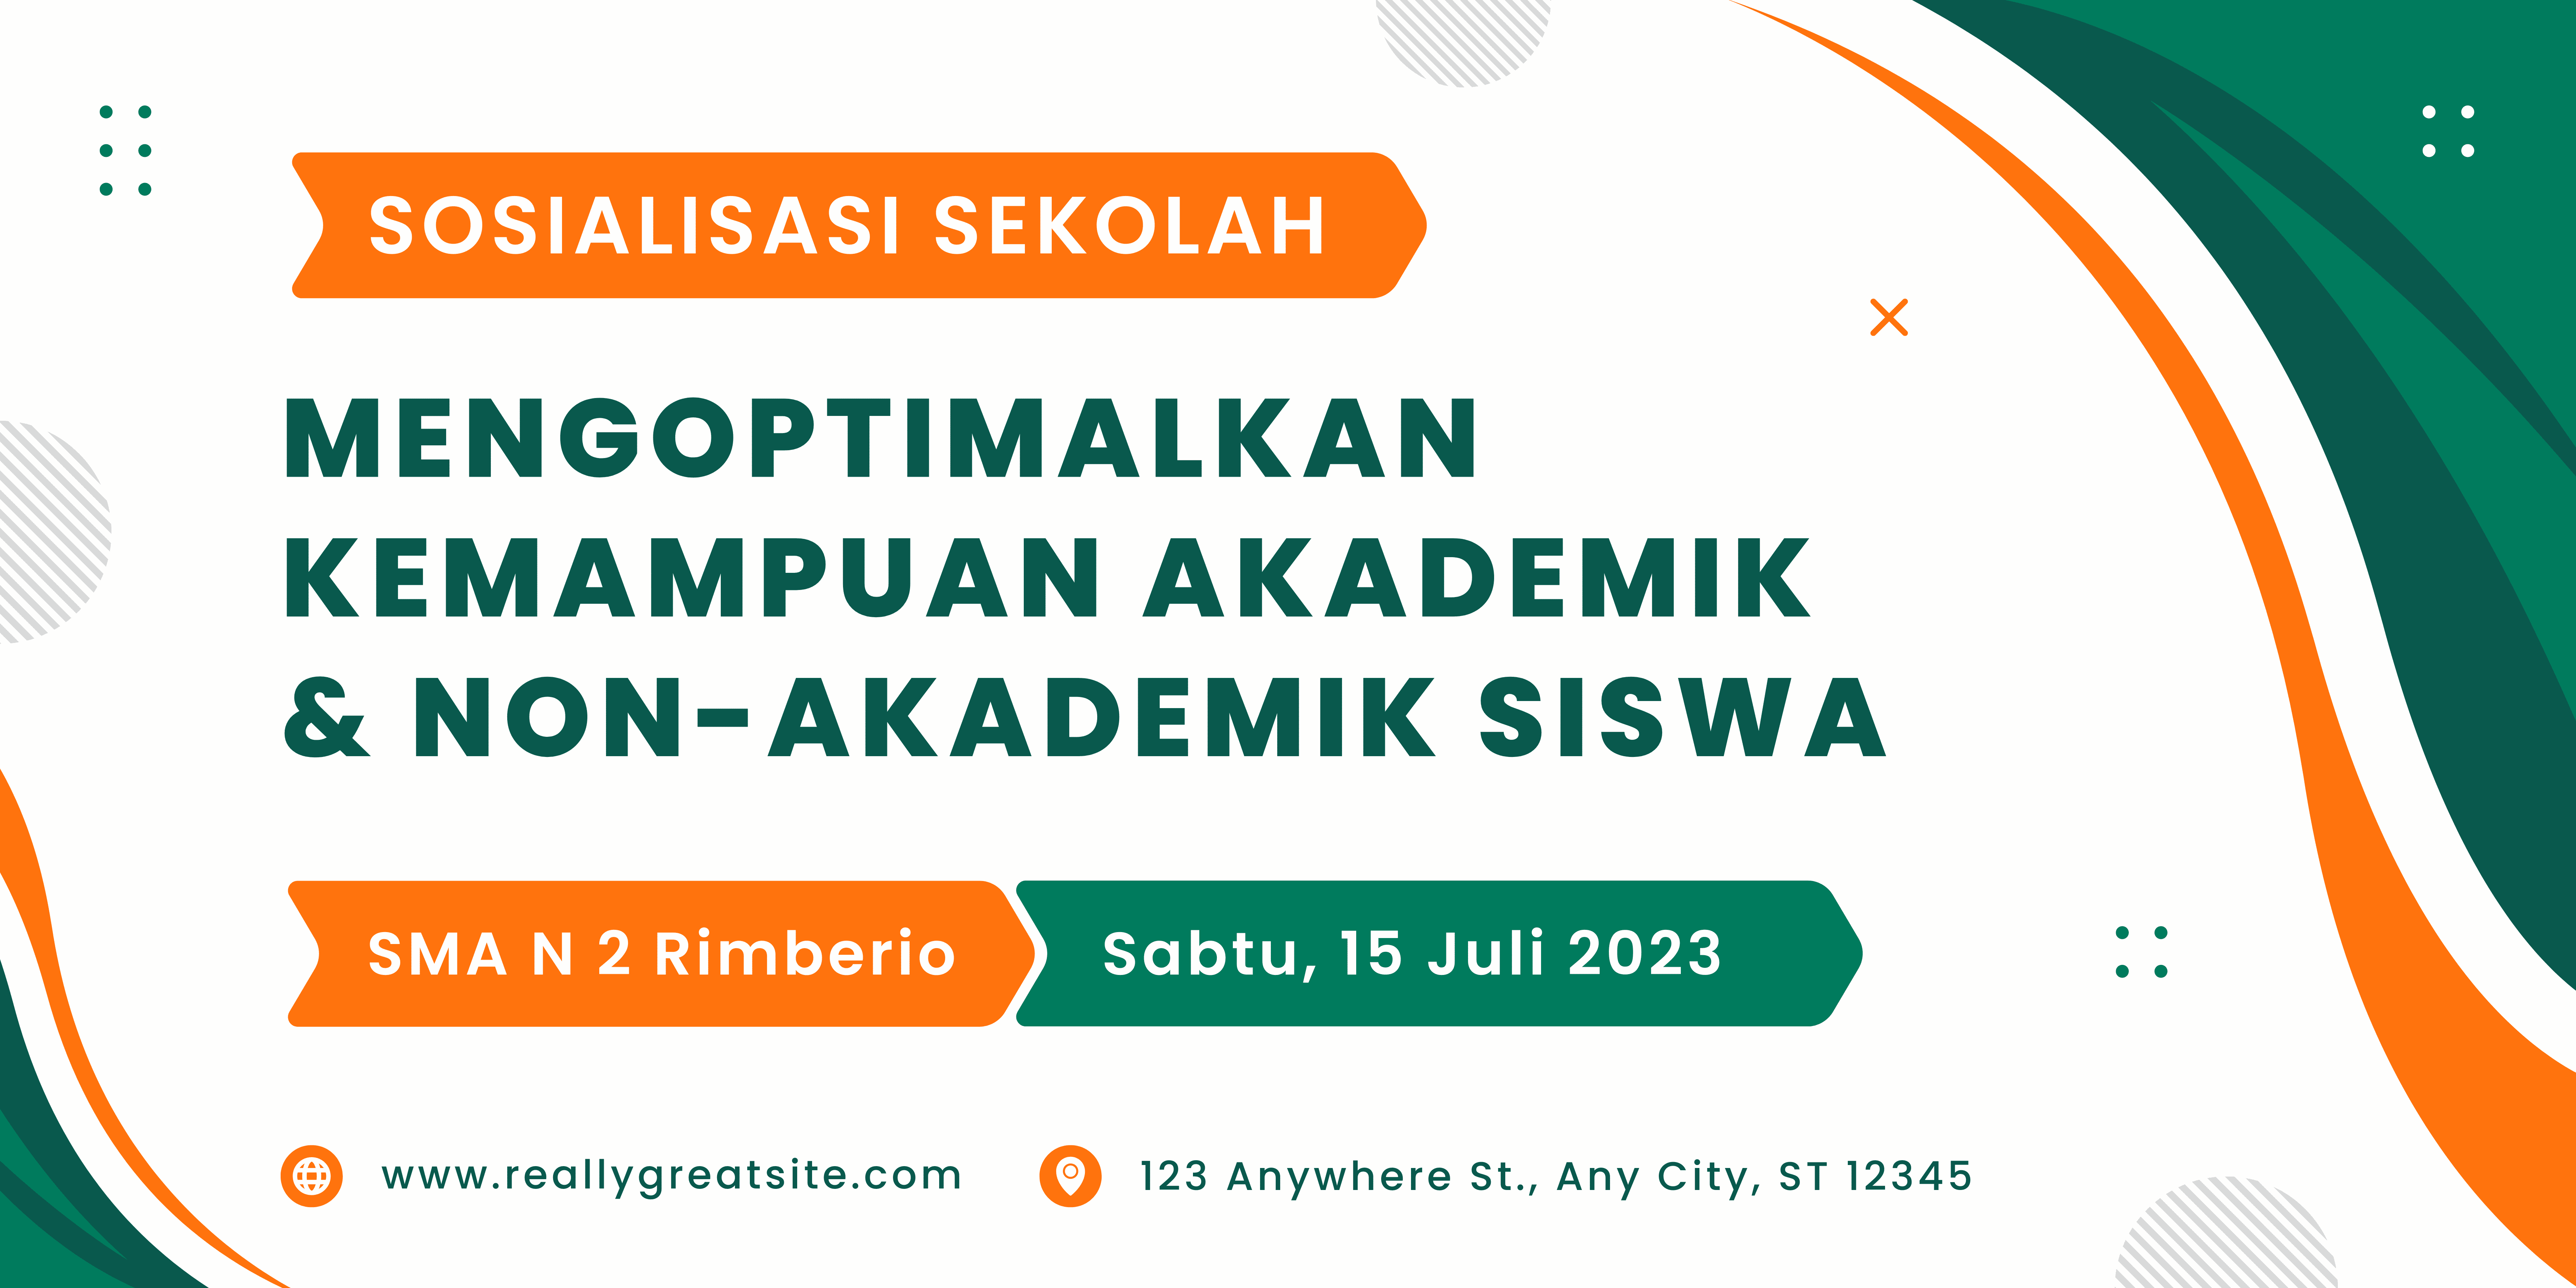 SOSIALISASI SEKOLAH
MENGOPTIMALKAN
KEMAMPUAN AKADEMIK
& NON-AKADEMIK SISWA
SMA N 2 Rimberio
Sabtu, 15 Juli 2023
www.reallygreatsite.com
123 Anywhere St., Any City, ST 12345